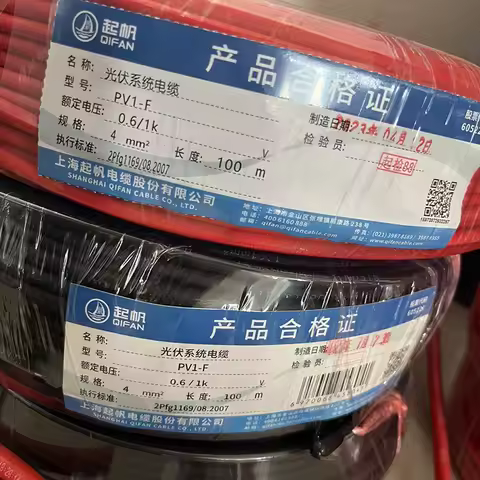 起帆
QIFAN
产品合格证
名称: 光伏系统电缆
型号: PV1-F
额定电压: 0.6/1k V
规格: 4 mm² 长度: 100 m
执行标准: 2Pfg1169/08.2007
制造日期:
检验员: 起检B8
上海起帆电缆股份有限公司
SHANGHAI QIFAN CABLE CO., LTD.
起帆
QIFAN
产品合格证
名称: 光伏系统电缆
型号: PV1-F
额定电压: 0.6/1k V
规格: 4 mm² 长度: 100 m
执行标准: 2Pfg1169/08.2007
制造日期:
检验员:
上海起帆电缆股份有限公司
SHANGHAI QIFAN CABLE CO., LTD.